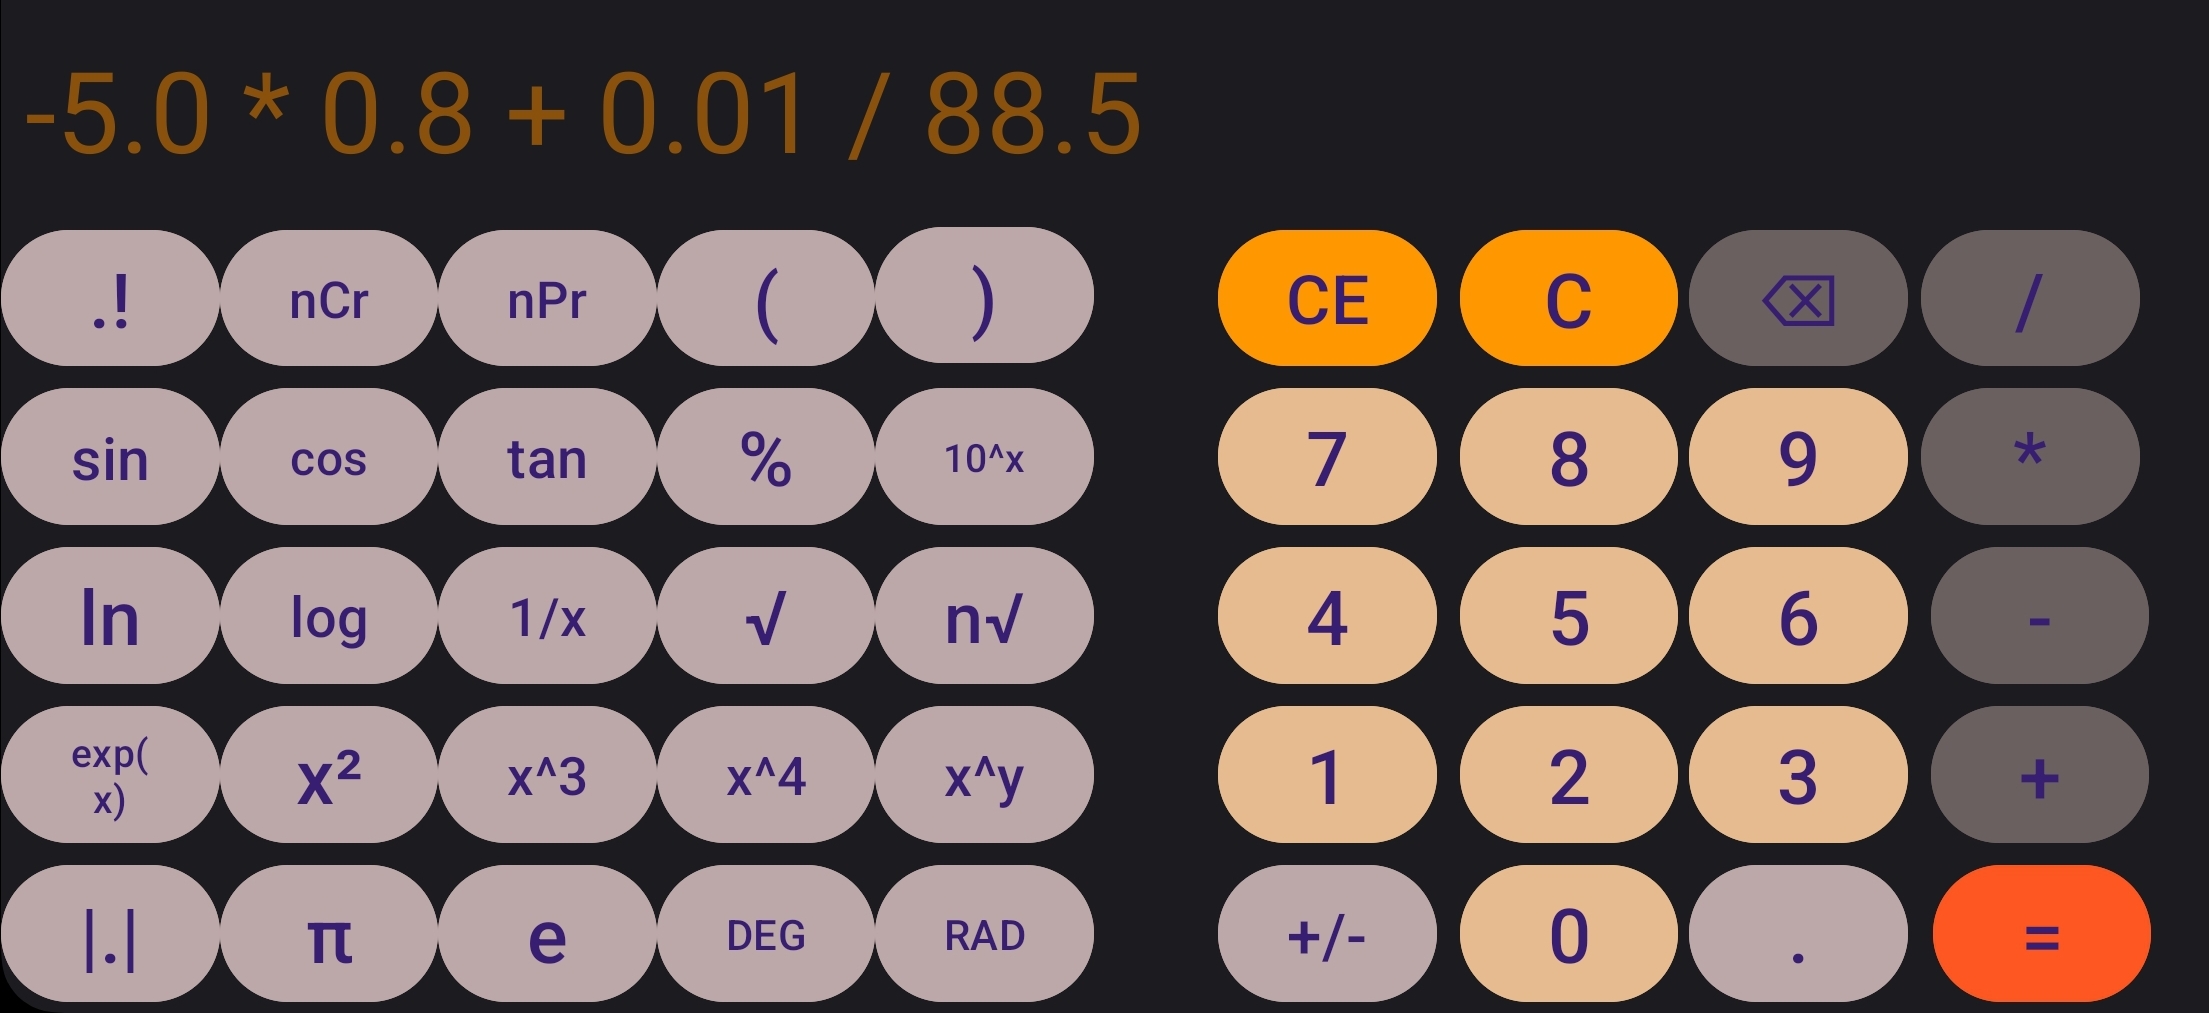 -5.0 * 0.8 + 0.01 / 88.5
.! nCr nPr ( ) CE C /
sin cos tan % 10^x 7 8 9 *
ln log 1/x √ n√ 4 5 6 -
exp(
x) x² x^3 x^4 x^y 1 2 3 +
|.| π e DEG RAD +/- 0 . =